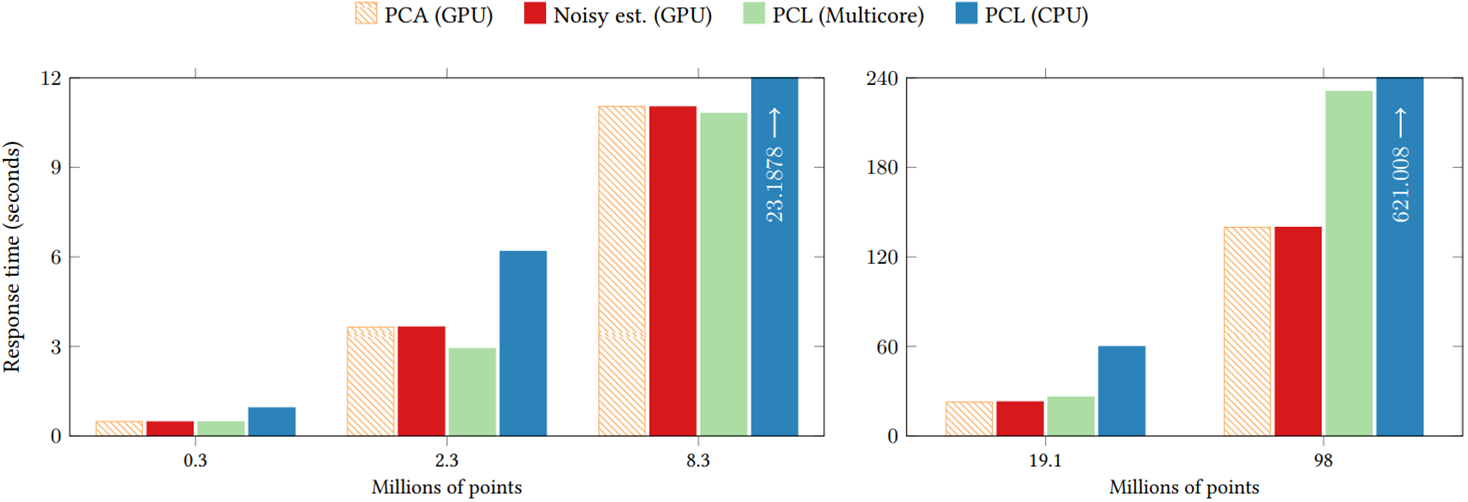 PCA (GPU) Noisy est. (GPU) PCL (Multicore) PCL (CPU)
Response time (seconds)
12
9
6
3
0
23.1878 →
0.3 2.3 8.3
Millions of points
240
180
120
60
0
621.008 →
19.1 98
Millions of points